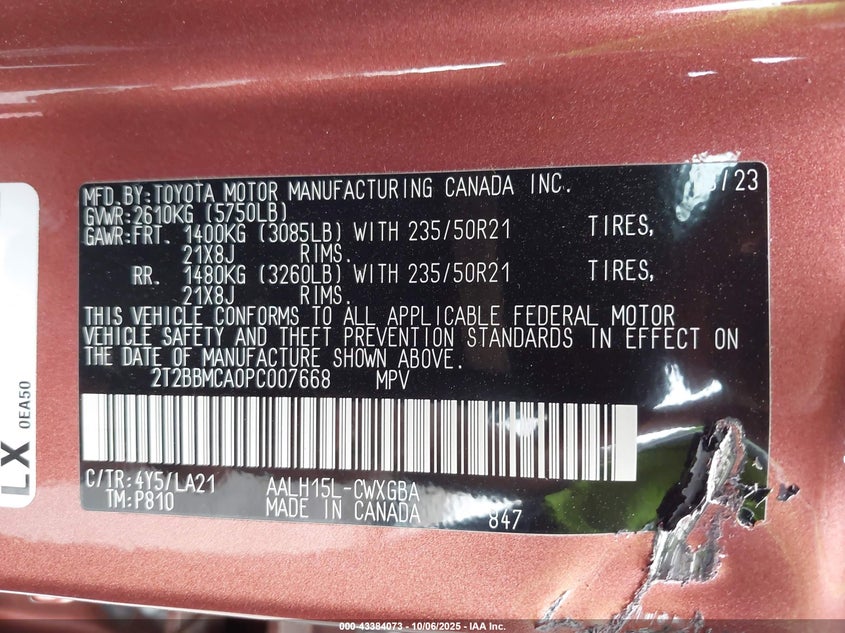 MFD.BY:TOYOTA MOTOR MANUFACTURING CANADA INC. /23
GVWR:2610KG (5750LB)
GAWR:FRT. 1400KG (3085LB) WITH 235/50R21 TIRES,
21X8J RIMS.
RR. 1480KG (3260LB) WITH 235/50R21 TIRES,
21X8J RIMS.
THIS VEHICLE CONFORMS TO ALL APPLICABLE FEDERAL MOTOR
VEHICLE SAFETY AND THEFT PREVENTION STANDARDS IN EFFECT ON
THE DATE OF MANUFACTURE SHOWN ABOVE.
2T2BBMCA0PC007668 MPV
C/TR:4Y5/LA21 AALH15L-CWXGBA
TM:P810 MADE IN CANADA 847
LX
0EA50
000-43384073 - 10/06/2025 - IAA Inc.